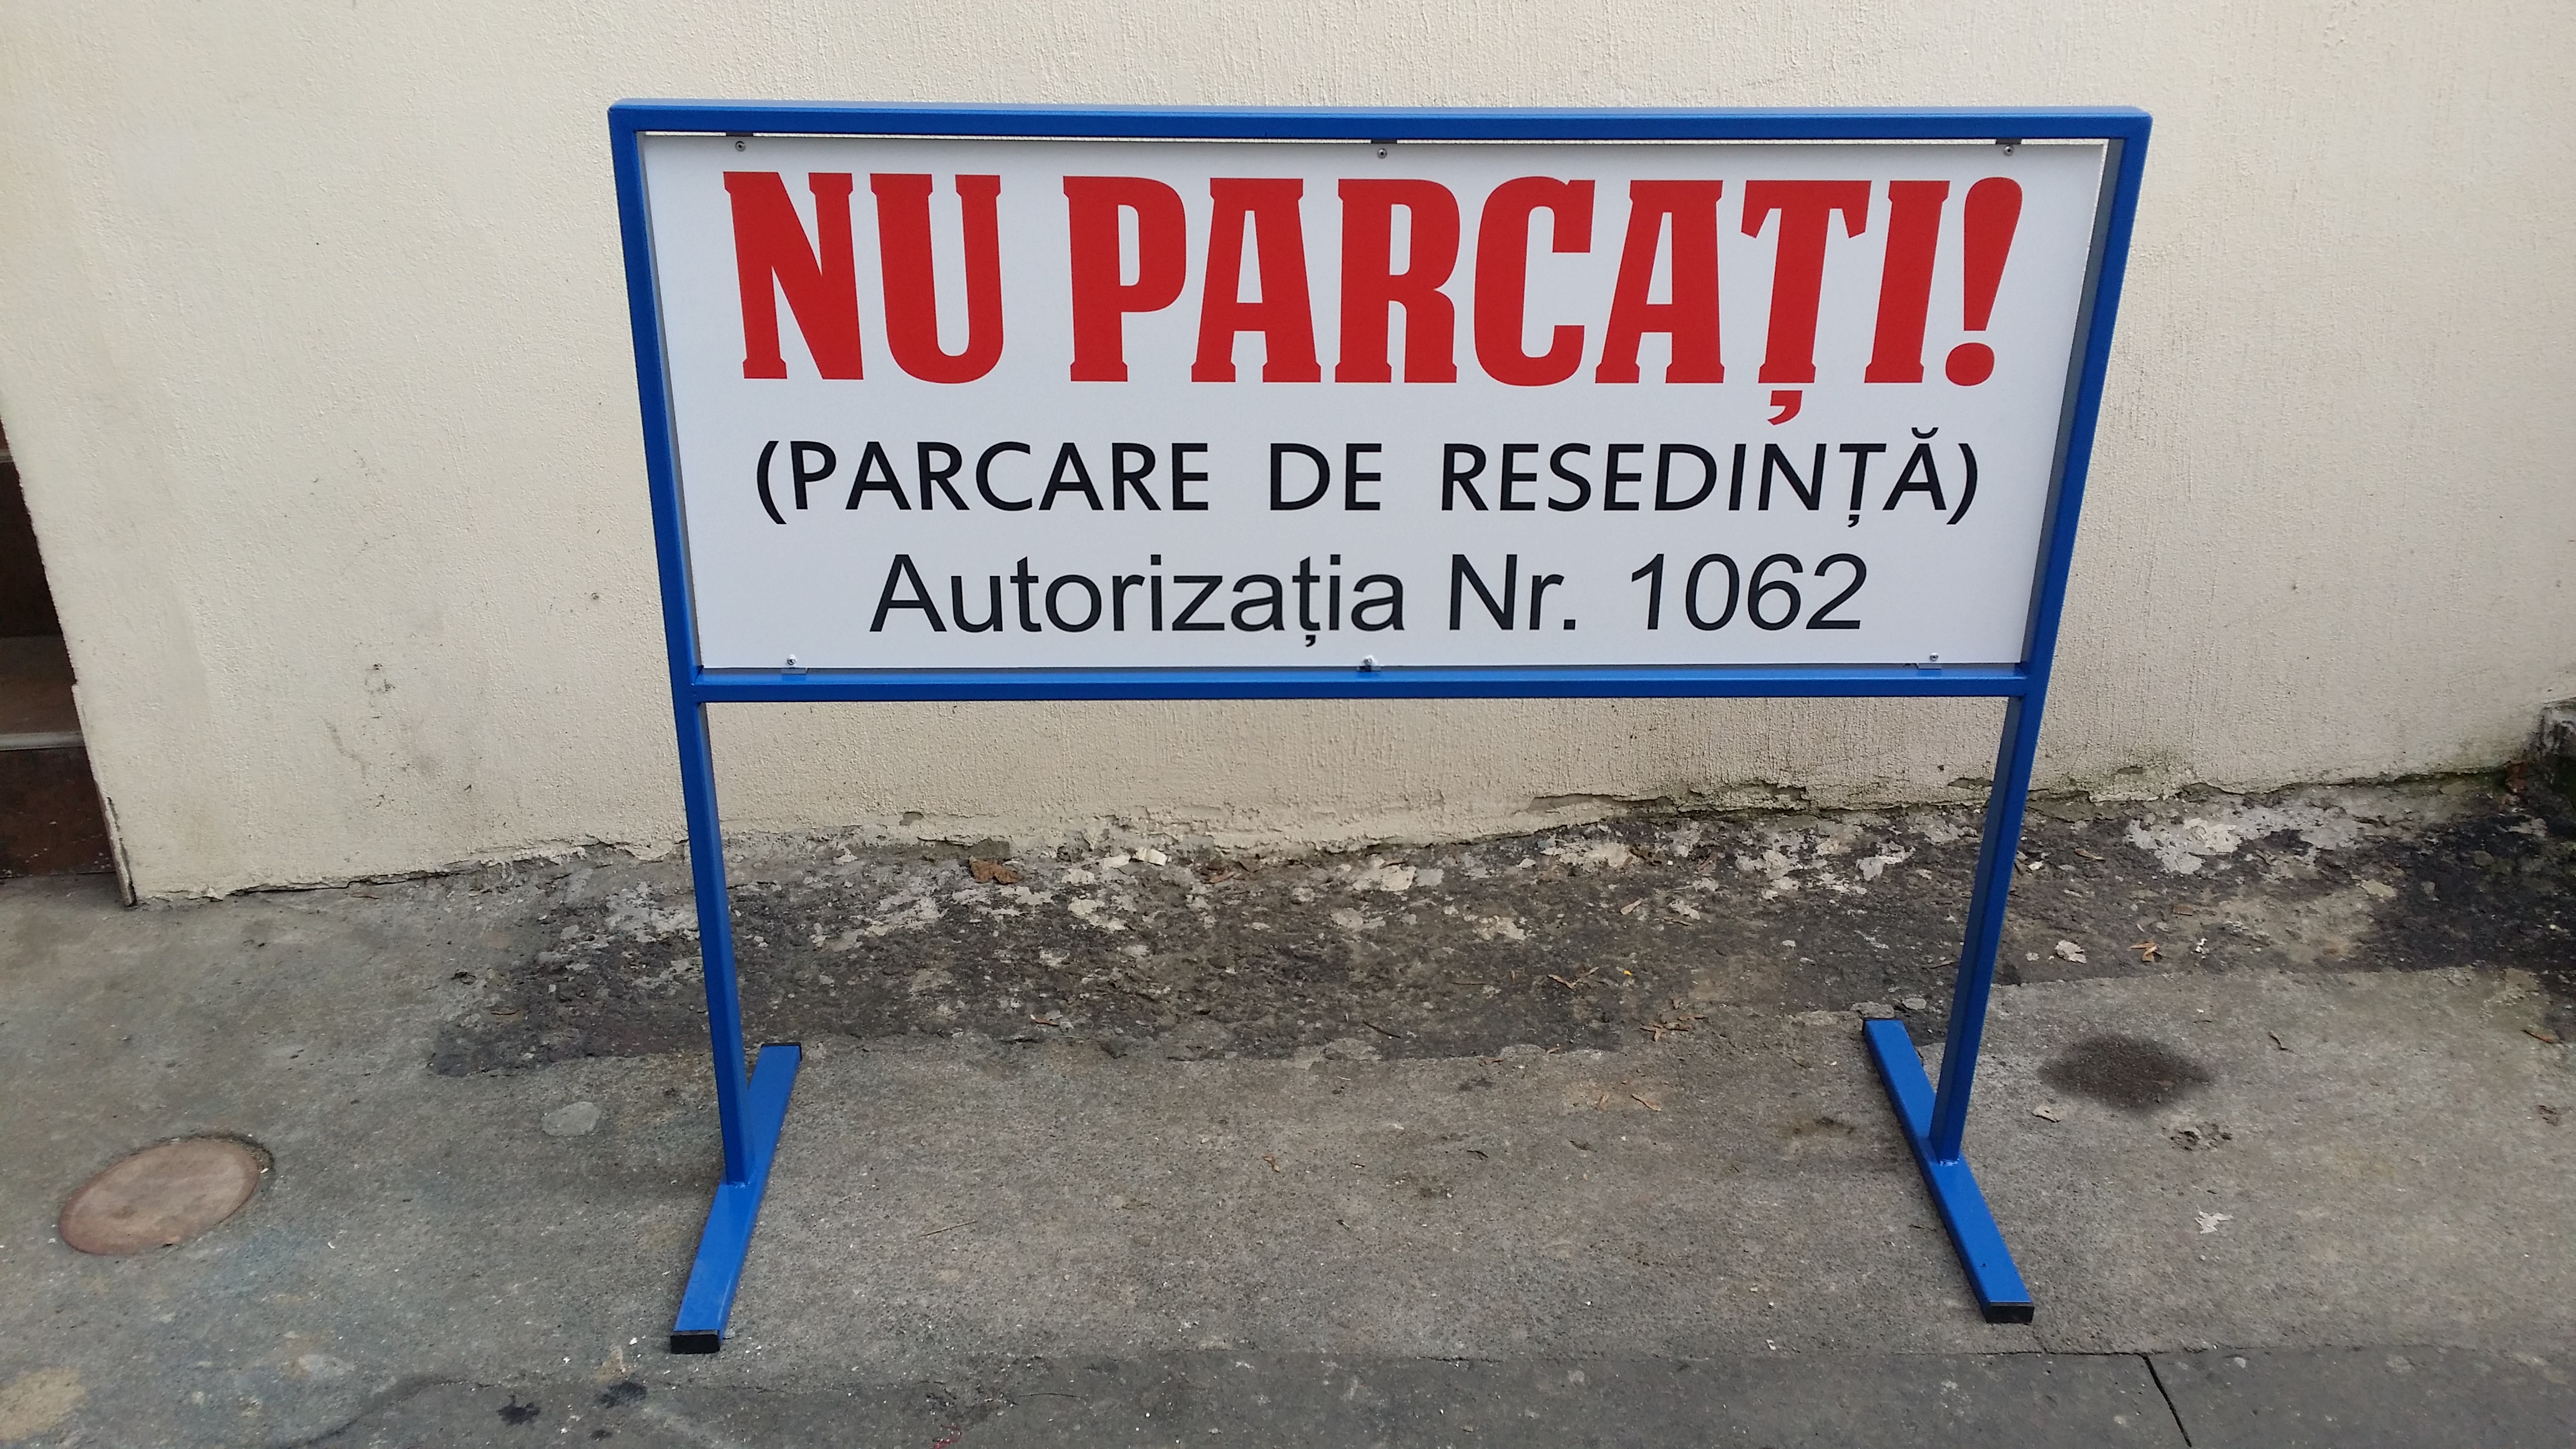 NU PARCAȚI!
(PARCARE DE RESEDINȚĂ)
Autorizația Nr. 1062